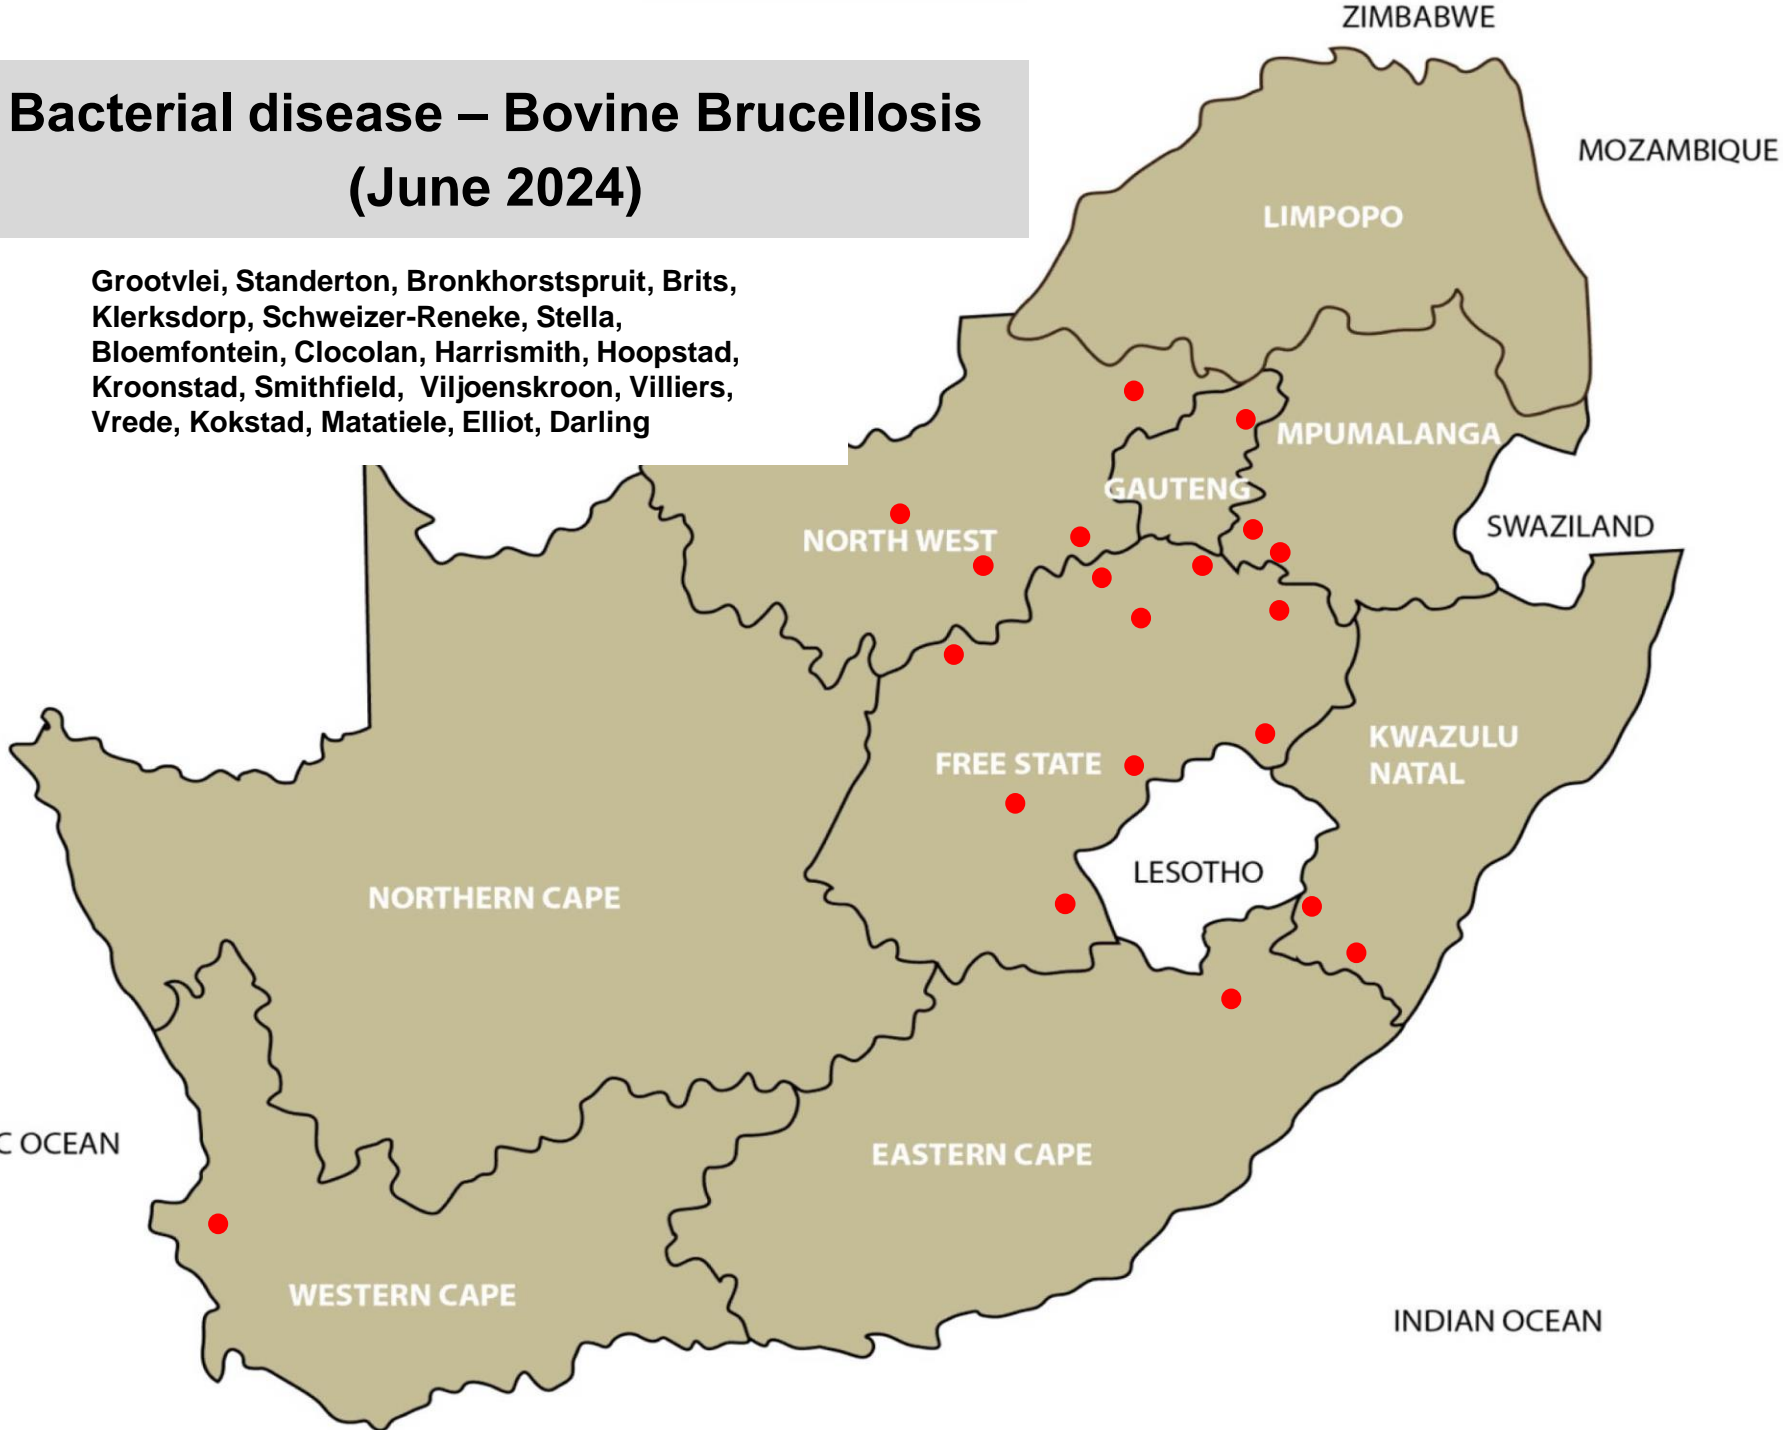 ZIMBABWE
Bacterial disease – Bovine Brucellosis
(June 2024)
MOZAMBIQUE
LIMPOPO
Grootvlei, Standerton, Bronkhorstspruit, Brits,
Klerksdorp, Schweizer-Reneke, Stella,
Bloemfontein, Clocolan, Harrismith, Hoopstad,
Kroonstad, Smithfield, Viljoenskroon, Villiers,
Vrede, Kokstad, Matatiele, Elliot, Darling
MPUMALANGA
GAUTENG
SWAZILAND
NORTH WEST
KWAZULU
NATAL
FREE STATE
LESOTHO
NORTHERN CAPE
C OCEAN
EASTERN CAPE
WESTERN CAPE
INDIAN OCEAN